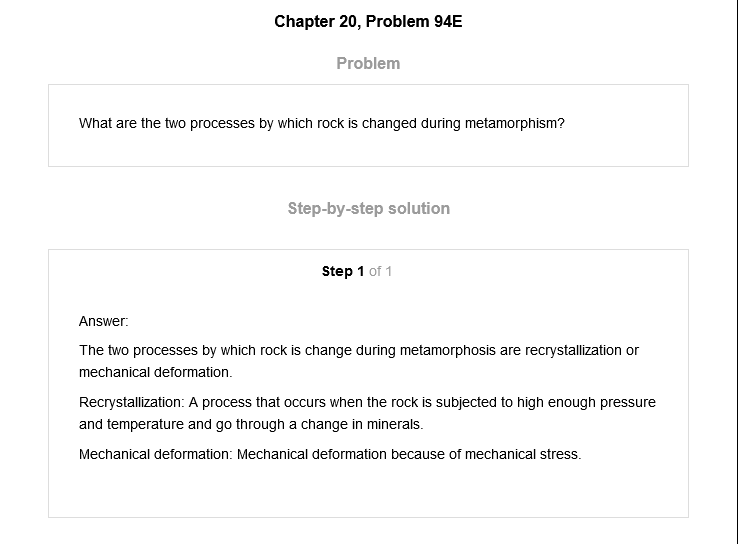 Chapter 20, Problem 94E
Problem
What are the two processes by which rock is changed during metamorphism?
Step-by-step solution
Step 1 of 1
Answer:
The two processes by which rock is change during metamorphosis are recrystallization or
mechanical deformation.
Recrystallization: A process that occurs when the rock is subjected to high enough pressure
and temperature and go through a change in minerals.
Mechanical deformation: Mechanical deformation because of mechanical stress.